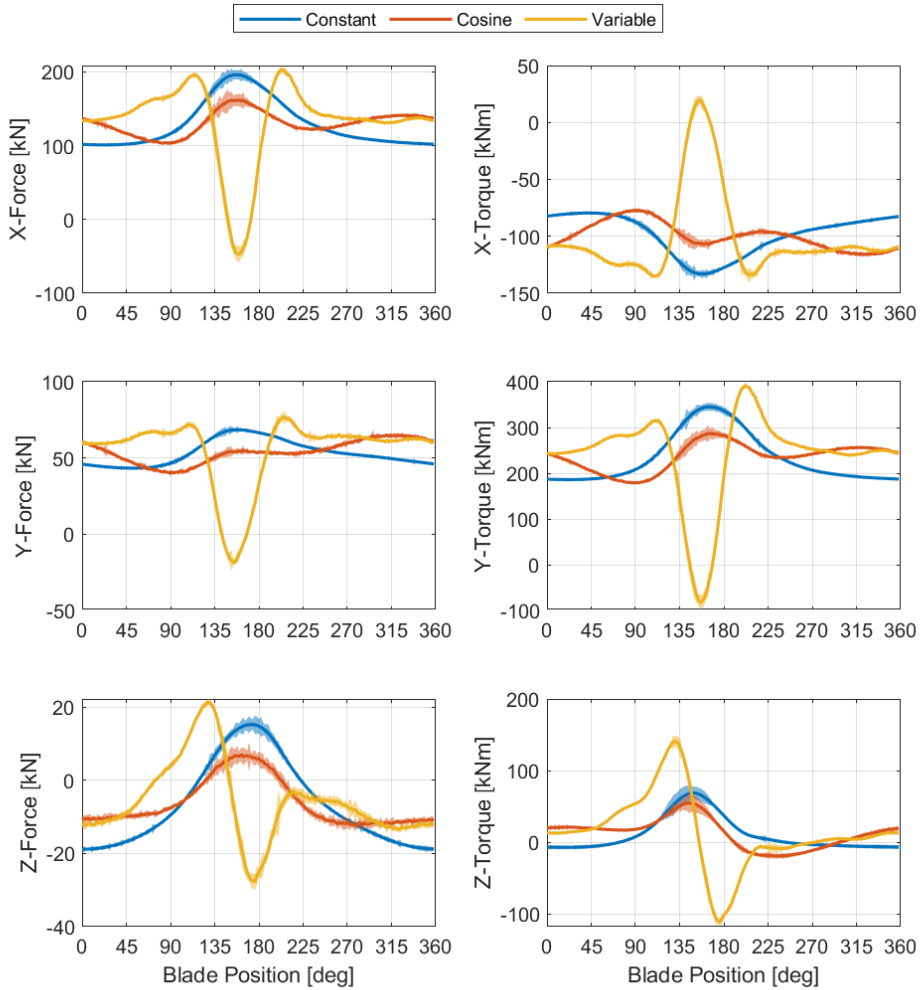 Constant Cosine Variable
X-Force [kN]
200
100
0
-100
0 45 90 135 180 225 270 315 360
X-Torque [kNm]
50
0
-50
-100
-150
0 45 90 135 180 225 270 315 360
Y-Force [kN]
100
50
0
-50
0 45 90 135 180 225 270 315 360
Y-Torque [kNm]
400
300
200
100
0
-100
0 45 90 135 180 225 270 315 360
Z-Force [kN]
20
0
-20
-40
0 45 90 135 180 225 270 315 360
Blade Position [deg]
Z-Torque [kNm]
200
100
0
-100
0 45 90 135 180 225 270 315 360
Blade Position [deg]